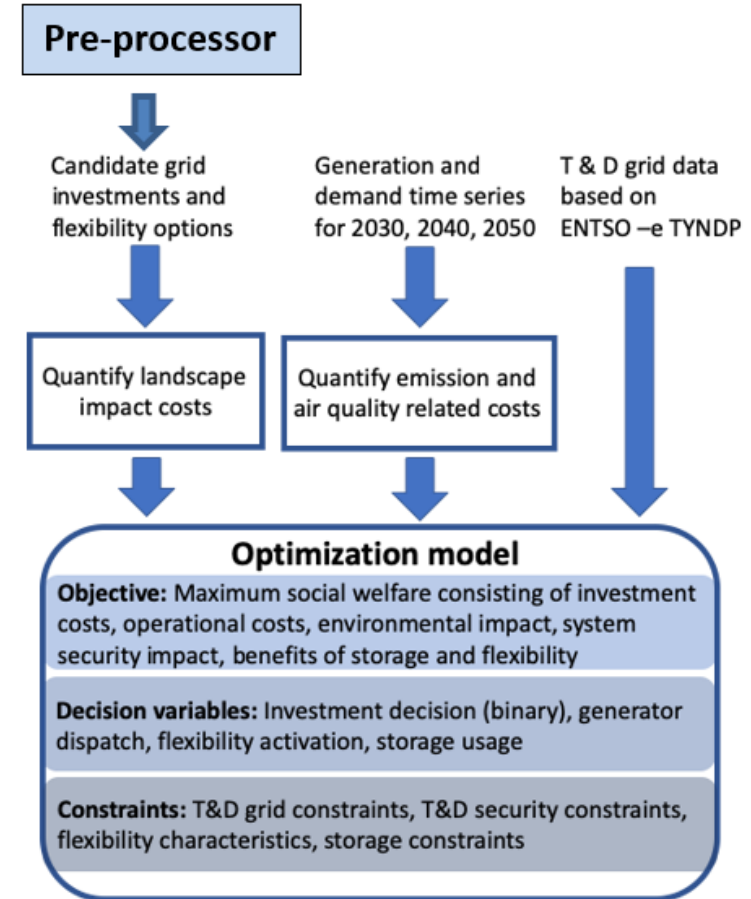 Pre-processor
Candidate grid
investments and
flexibility options
Generation and
demand time series
for 2030, 2040, 2050
T & D grid data
based on
ENTSO –e TYNDP
Quantify landscape
impact costs
Quantify emission and
air quality related costs
Optimization model
Objective: Maximum social welfare consisting of investment
costs, operational costs, environmental impact, system
security impact, benefits of storage and flexibility
Decision variables: Investment decision (binary), generator
dispatch, flexibility activation, storage usage
Constraints: T&D grid constraints, T&D security constraints,
flexibility characteristics, storage constraints